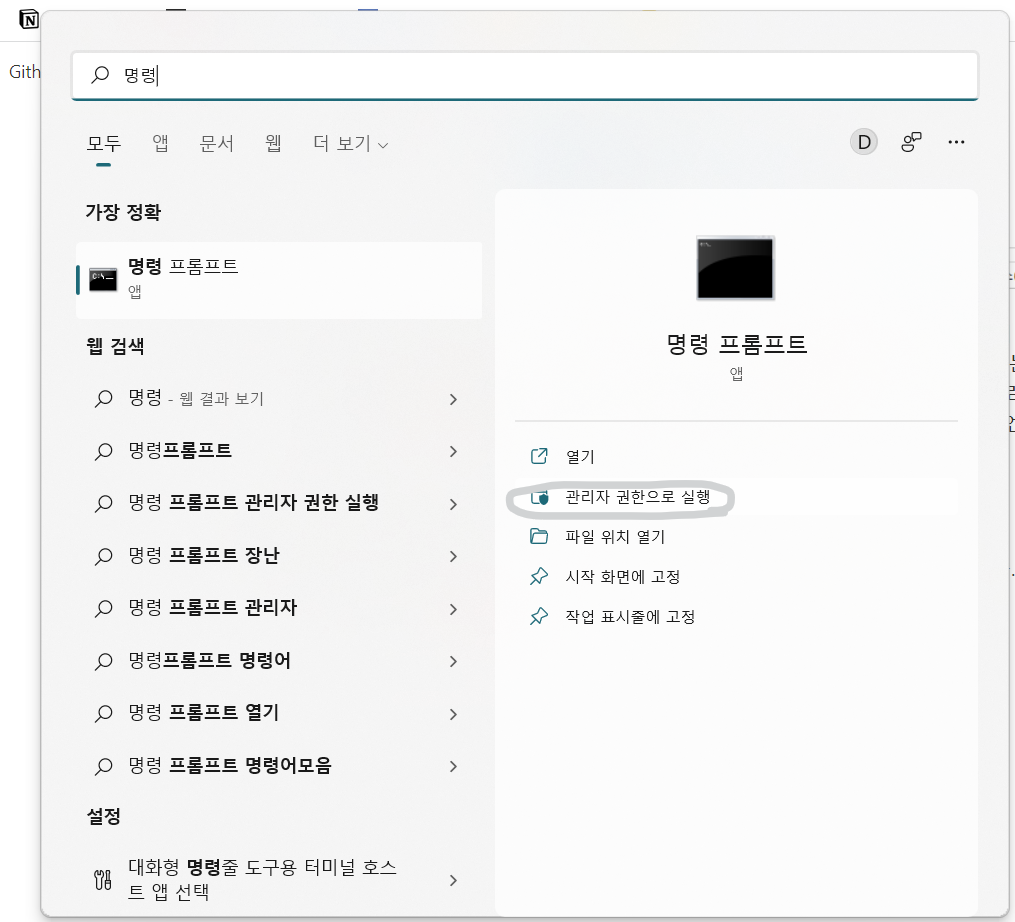 Gith
명령
모두 앱 문서 웹 더 보기
D
가장 정확
명령 프롬프트
앱
웹 검색
명령 - 웹 결과 보기
명령프롬프트
명령 프롬프트 관리자 권한 실행
명령 프롬프트 장난
명령 프롬프트 관리자
명령프롬프트 명령어
명령 프롬프트 열기
명령 프롬프트 명령어모음
설정
대화형 명령줄 도구용 터미널 호스
트 앱 선택
명령 프롬프트
앱
열기
관리자 권한으로 실행
파일 위치 열기
시작 화면에 고정
작업 표시줄에 고정